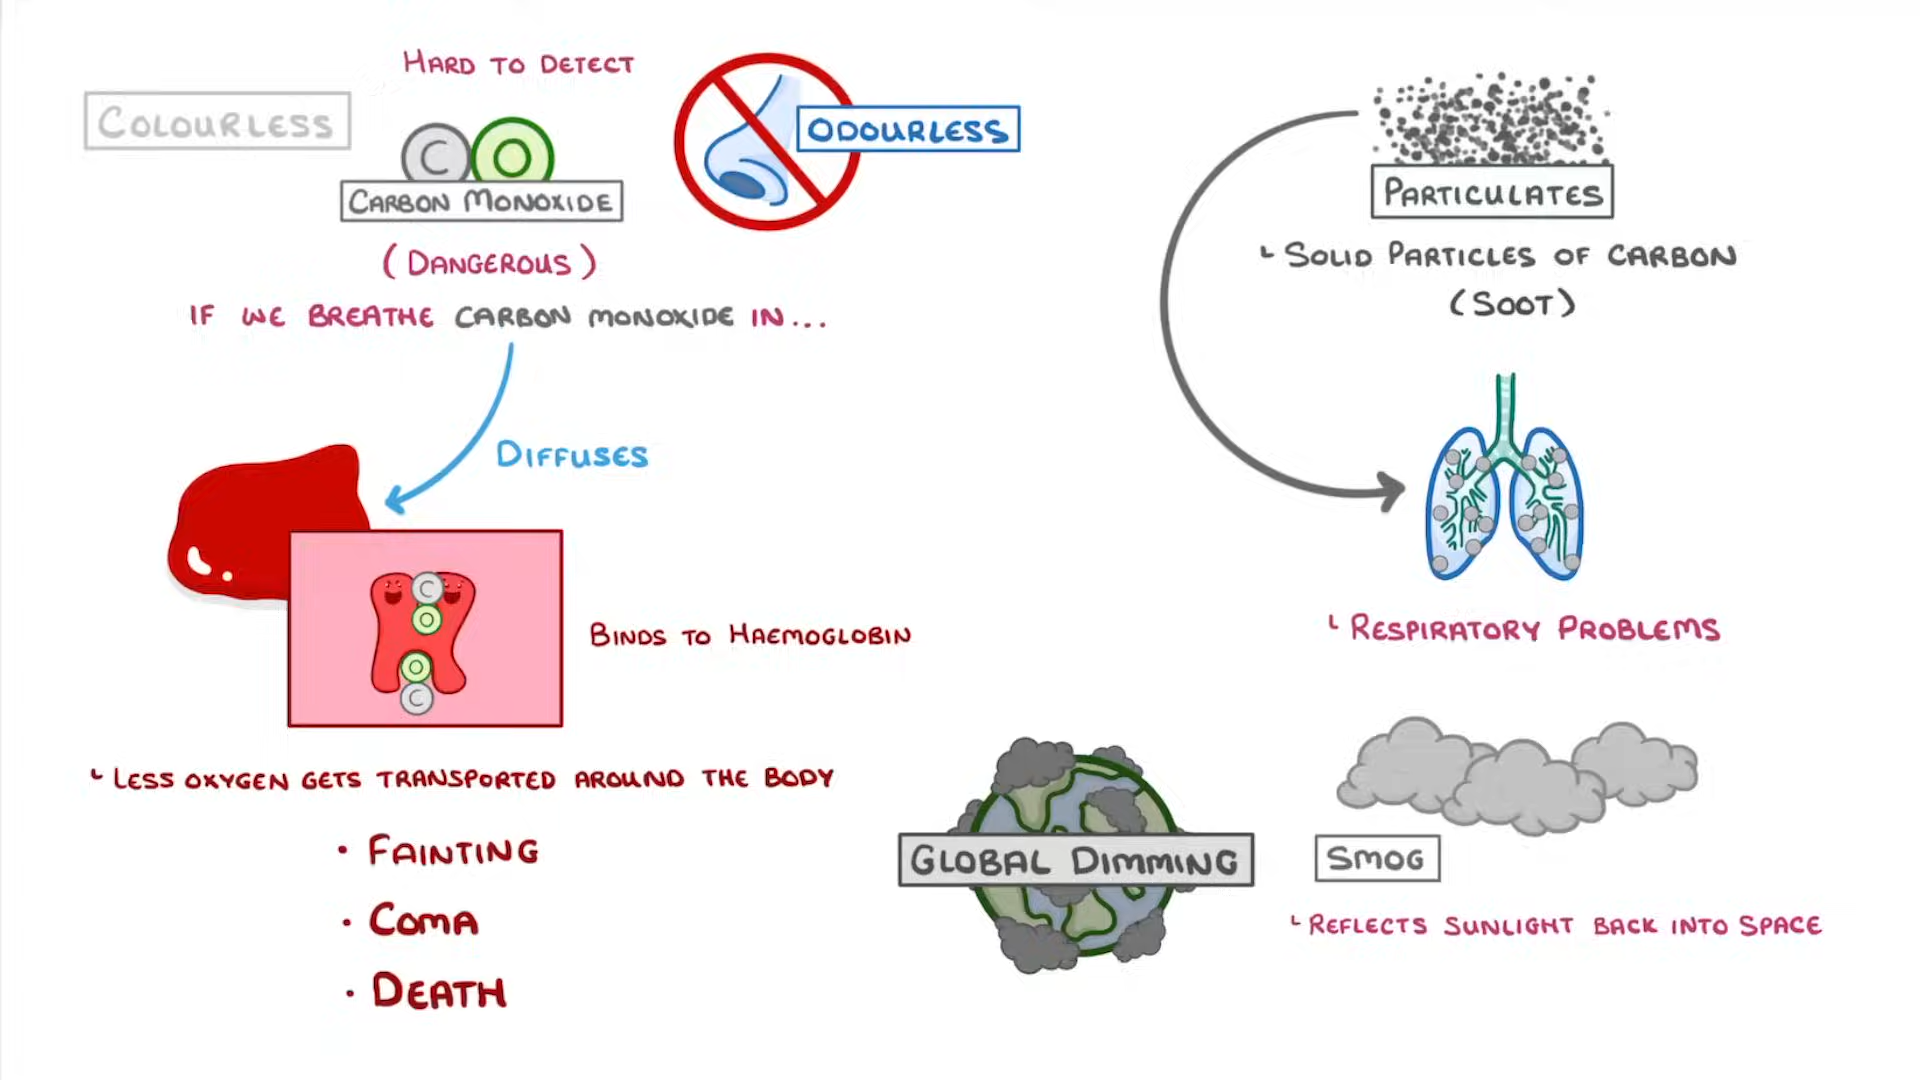 HARD TO DETECT
COLOURLESS
C O
CARBON MONOXIDE
ODOURLESS
(DANGEROUS)
IF WE BREATHE CARBON MONOXIDE IN...
DIFFUSES
C
O
O
C
BINDS TO HAEMOGLOBIN
LESS OXYGEN GETS TRANSPORTED AROUND THE BODY
· FAINTING
· COMA
· DEATH
PARTICULATES
SOLID PARTICLES OF CARBON
(SOOT)
RESPIRATORY PROBLEMS
GLOBAL DIMMING
SMOG
REFLECTS SUNLIGHT BACK INTO SPACE